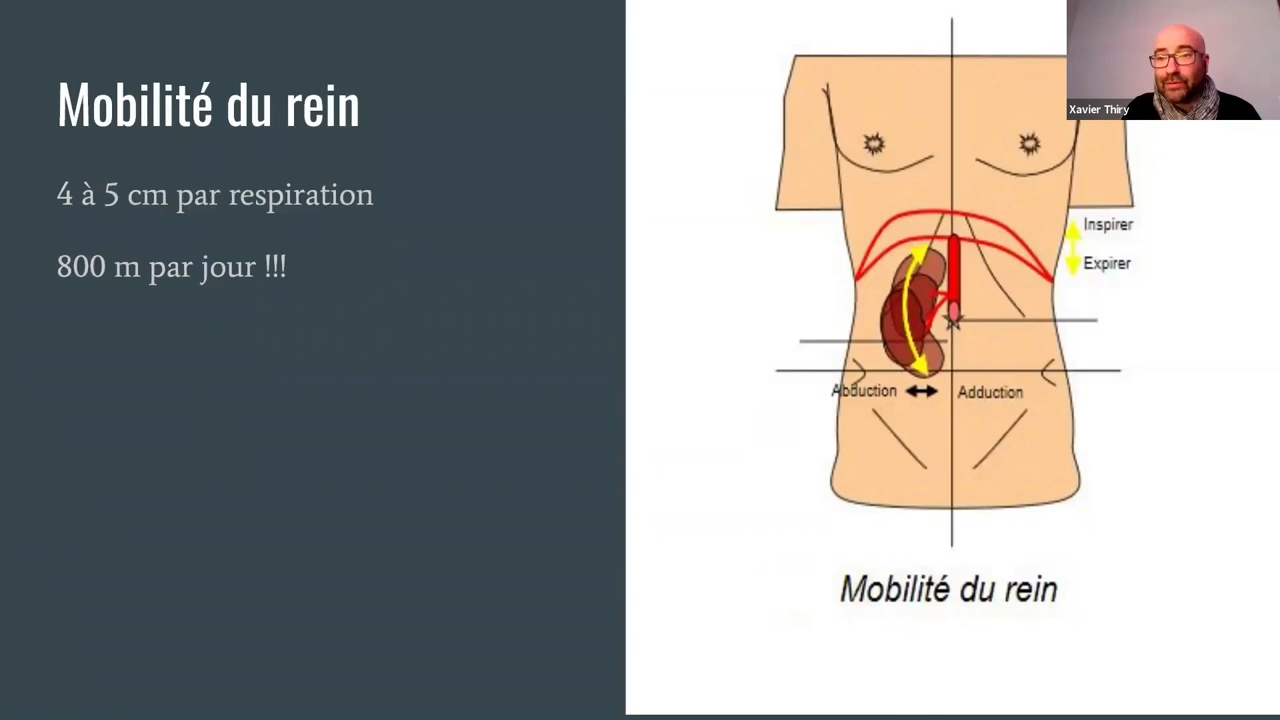 Mobilité du rein
4 à 5 cm par respiration
800 m par jour !!!
Xavier Thiry
Inspirer
Expirer
Abduction
Adduction
Mobilité du rein